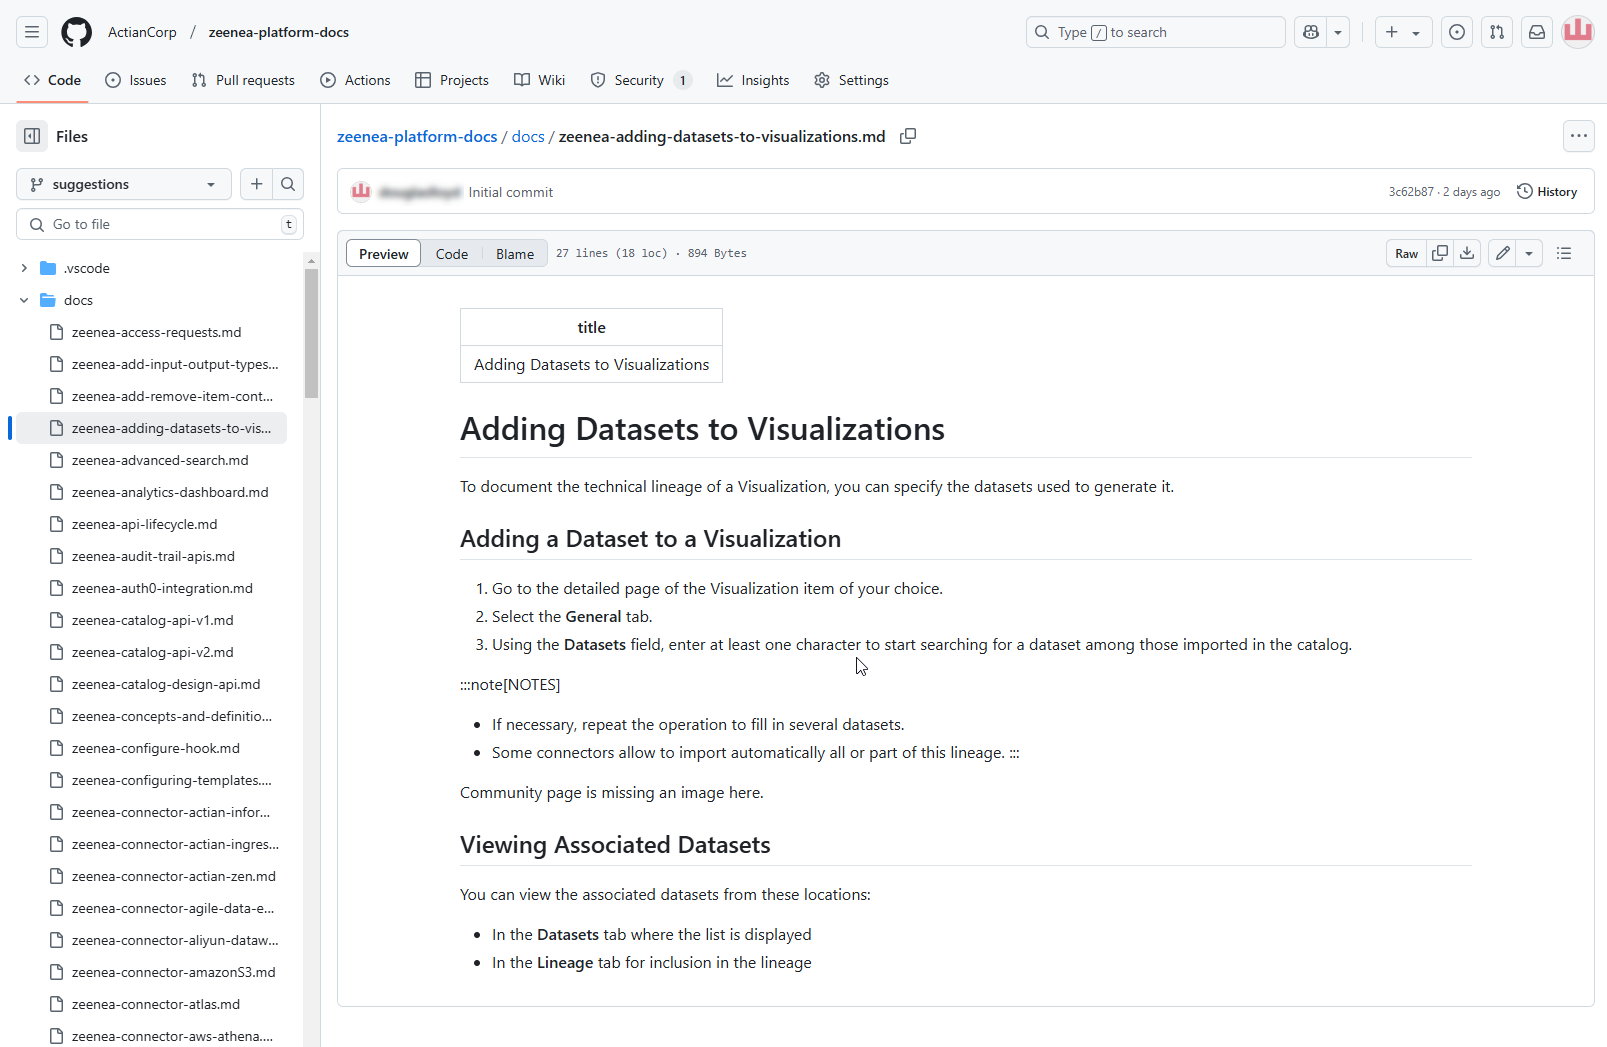 ActianCorp / zeenea-platform-docs
Type / to search
Code
Issues
Pull requests
Actions
Projects
Wiki
Security 1
Insights
Settings
Files
suggestions
Go to file
t
.vscode
docs
zeenea-access-requests.md
zeenea-add-input-output-types...
zeenea-add-remove-item-cont...
zeenea-adding-datasets-to-vis...
zeenea-advanced-search.md
zeenea-analytics-dashboard.md
zeenea-api-lifecycle.md
zeenea-audit-trail-apis.md
zeenea-auth0-integration.md
zeenea-catalog-api-v1.md
zeenea-catalog-api-v2.md
zeenea-catalog-design-api.md
zeenea-concepts-and-definitio...
zeenea-configure-hook.md
zeenea-configuring-templates....
zeenea-connector-actian-infor...
zeenea-connector-actian-ingres...
zeenea-connector-actian-zen.md
zeenea-connector-agile-data-e...
zeenea-connector-aliyun-dataw...
zeenea-connector-amazonS3.md
zeenea-connector-atlas.md
zeenea-connector-aws-athena....
zeenea-platform-docs / docs / zeenea-adding-datasets-to-visualizations.md
Initial commit
3c62b87 · 2 days ago
History
Preview
Code
Blame
27 lines (18 loc) · 894 Bytes
Raw
title
Adding Datasets to Visualizations
Adding Datasets to Visualizations
To document the technical lineage of a Visualization, you can specify the datasets used to generate it.
Adding a Dataset to a Visualization
1. Go to the detailed page of the Visualization item of your choice.
2. Select the General tab.
3. Using the Datasets field, enter at least one character to start searching for a dataset among those imported in the catalog.
:::note[NOTES]
• If necessary, repeat the operation to fill in several datasets.
• Some connectors allow to import automatically all or part of this lineage. :::
Community page is missing an image here.
Viewing Associated Datasets
You can view the associated datasets from these locations:
• In the Datasets tab where the list is displayed
• In the Lineage tab for inclusion in the lineage